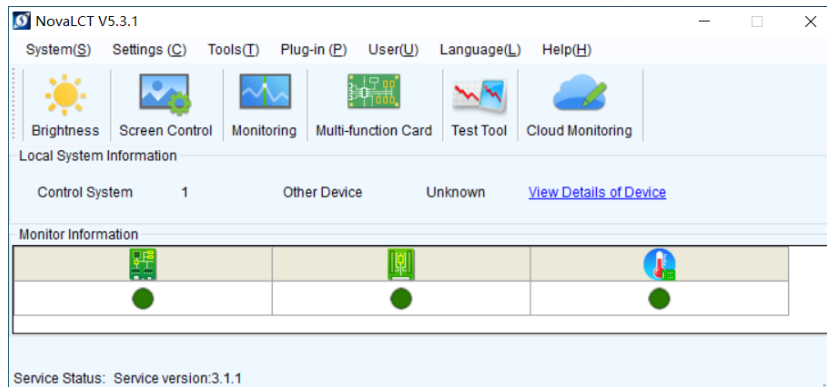 NovaLCT V5.3.1
System(S) Settings (C) Tools(T) Plug-in (P) User(U) Language(L) Help(H)
Brightness Screen Control Monitoring Multi-function Card Test Tool Cloud Monitoring
Local System Information
Control System 1 Other Device Unknown View Details of Device
Monitor Information
Service Status: Service version:3.1.1